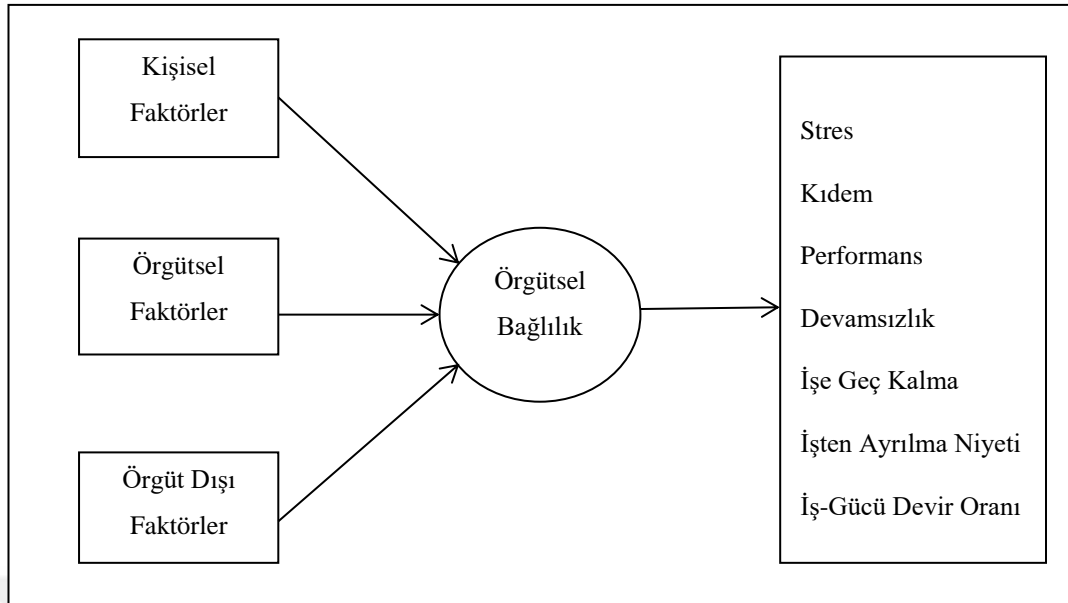 Kişisel
Faktörler
Örgütsel
Faktörler
Örgüt Dışı
Faktörler
Örgütsel
Bağlılık
Stres
Kıdem
Performans
Devamsızlık
İşe Geç Kalma
İşten Ayrılma Niyeti
İş-Gücü Devir Oranı